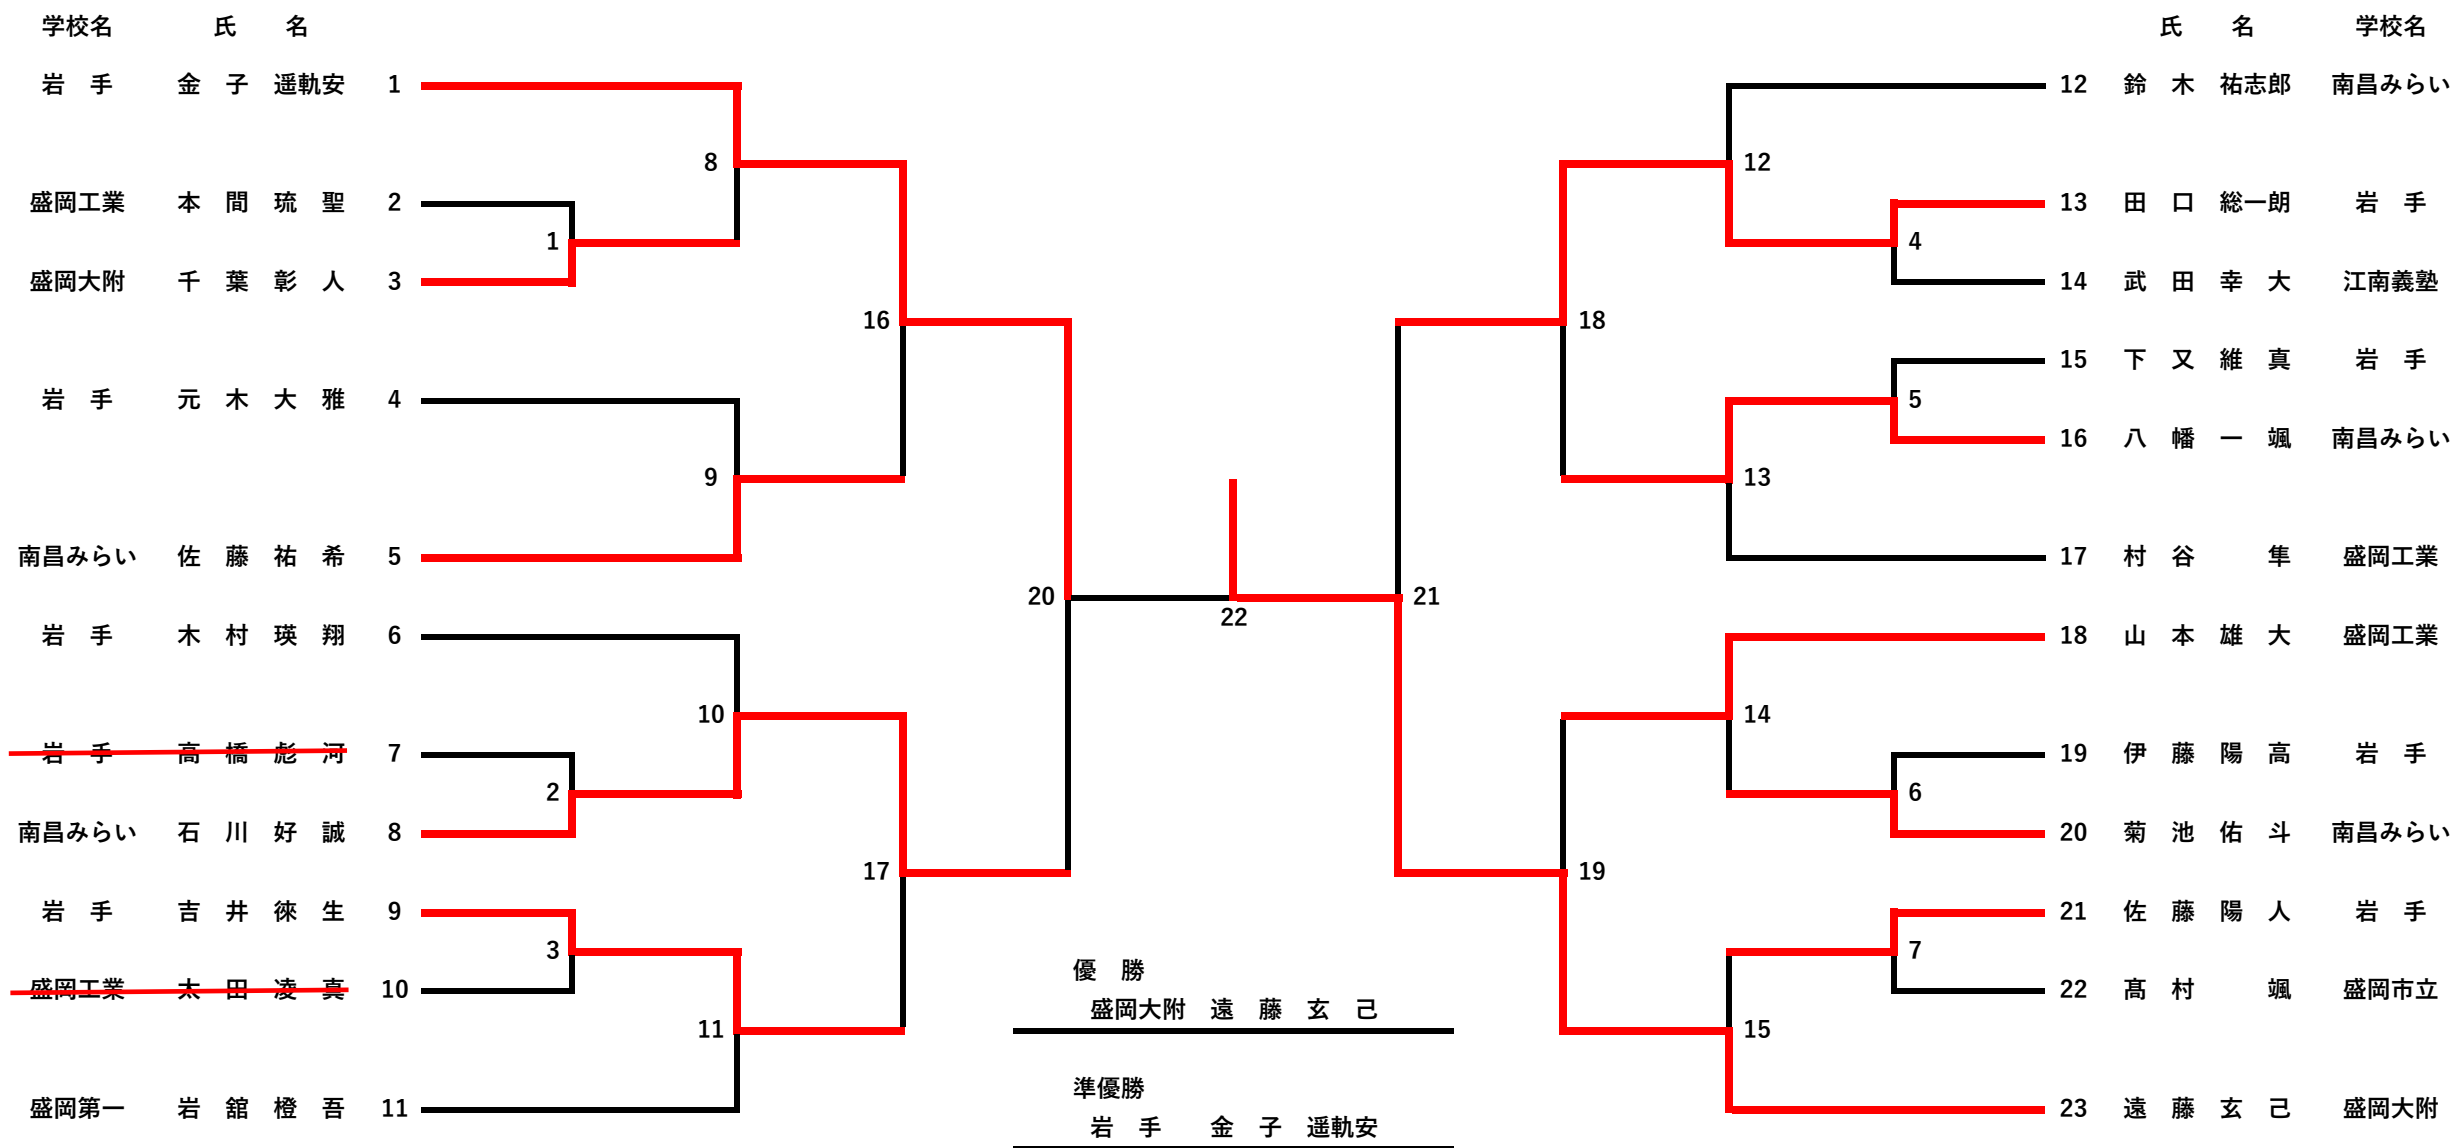 学校名 氏 名
岩 手 金 子 遥軌安 1
盛岡工業 本 間 琉 聖 2
盛岡大附 千 葉 彰 人 3
岩 手 元 木 大 雅 4
南昌みらい 佐 藤 祐 希 5
岩 手 木 村 瑛 翔 6
岩 手 高 橋 彪 河 7
南昌みらい 石 川 好 誠 8
岩 手 吉 井 徠 生 9
盛岡工業 太 田 凌 真 10
盛岡第一 岩 舘 橙 吾 11
1
2
3
8
9
10
11
16
17
20
22
21
18
19
12
13
14
15
4
5
6
7
氏 名 学校名
12 鈴 木 祐志郎 南昌みらい
13 田 口 総一朗 岩 手
14 武 田 幸 大 江南義塾
15 下 又 維 真 岩 手
16 八 幡 一 颯 南昌みらい
17 村 谷 隼 盛岡工業
18 山 本 雄 大 盛岡工業
19 伊 藤 陽 高 岩 手
20 菊 池 佑 斗 南昌みらい
21 佐 藤 陽 人 岩 手
22 髙 村 颯 盛岡市立
23 遠 藤 玄 己 盛岡大附
優 勝
盛岡大附 遠 藤 玄 己
準優勝
岩 手 金 子 遥軌安